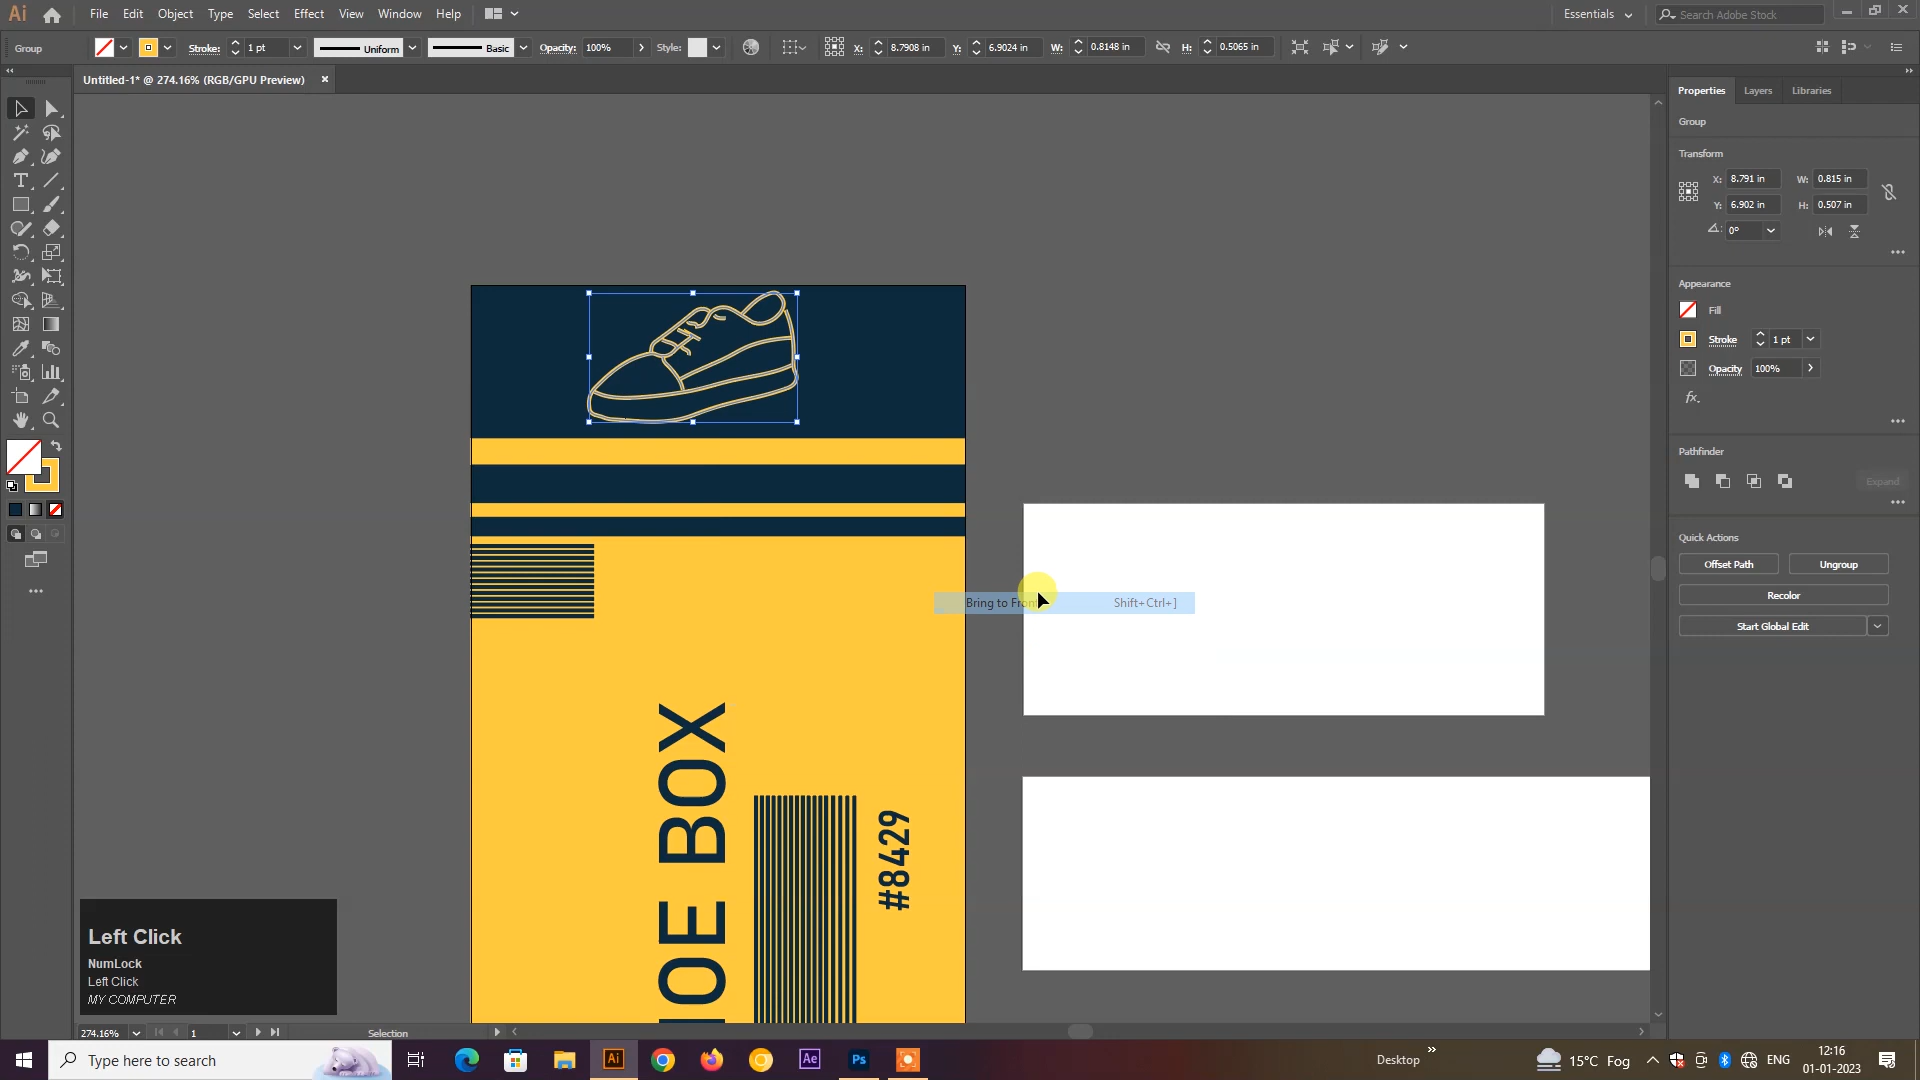 Ai File Edit Object Type Select Effect View Window Help Essentials Search Adobe Stock
Group Stroke: 1 pt Uniform Basic Opacity: 100% Style: X: 8.7908 in Y: 6.9024 in W: 0.8148 in H: 0.5065 in
Untitled-1* @ 274.16% (RGB/GPU Preview) ×
Properties Layers Libraries
Group
Transform
X: 8.791 in W: 0.815 in
Y: 6.902 in H: 0.507 in
0°
Appearance
Fill
Stroke 1 pt
Opacity 100%
fx.
Pathfinder
Expand
Quick Actions
Offset Path Ungroup
Recolor
Start Global Edit
Bring to Front Shift+Ctrl+]
OE BOX
#8429
Left Click
NumLock
Left Click
MY COMPUTER
274.16% 1 Selection
Type here to search Ai Ae Ps Desktop 15°C Fog ENG 12:16
01-01-2023